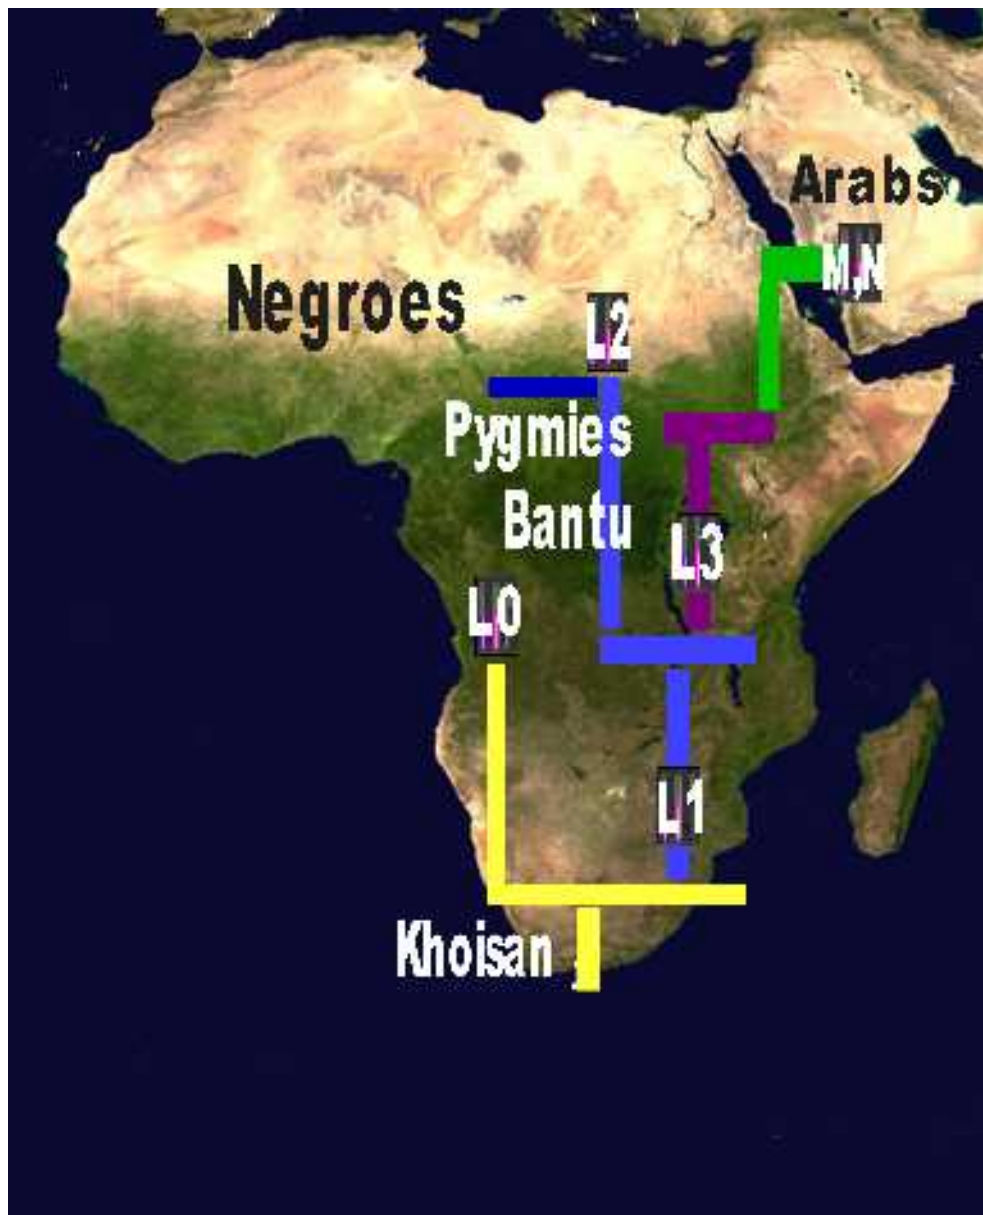 Arabs
M,N
Negroes
L2
Pygmies
Bantu
L3
L0
L1
Khoisan